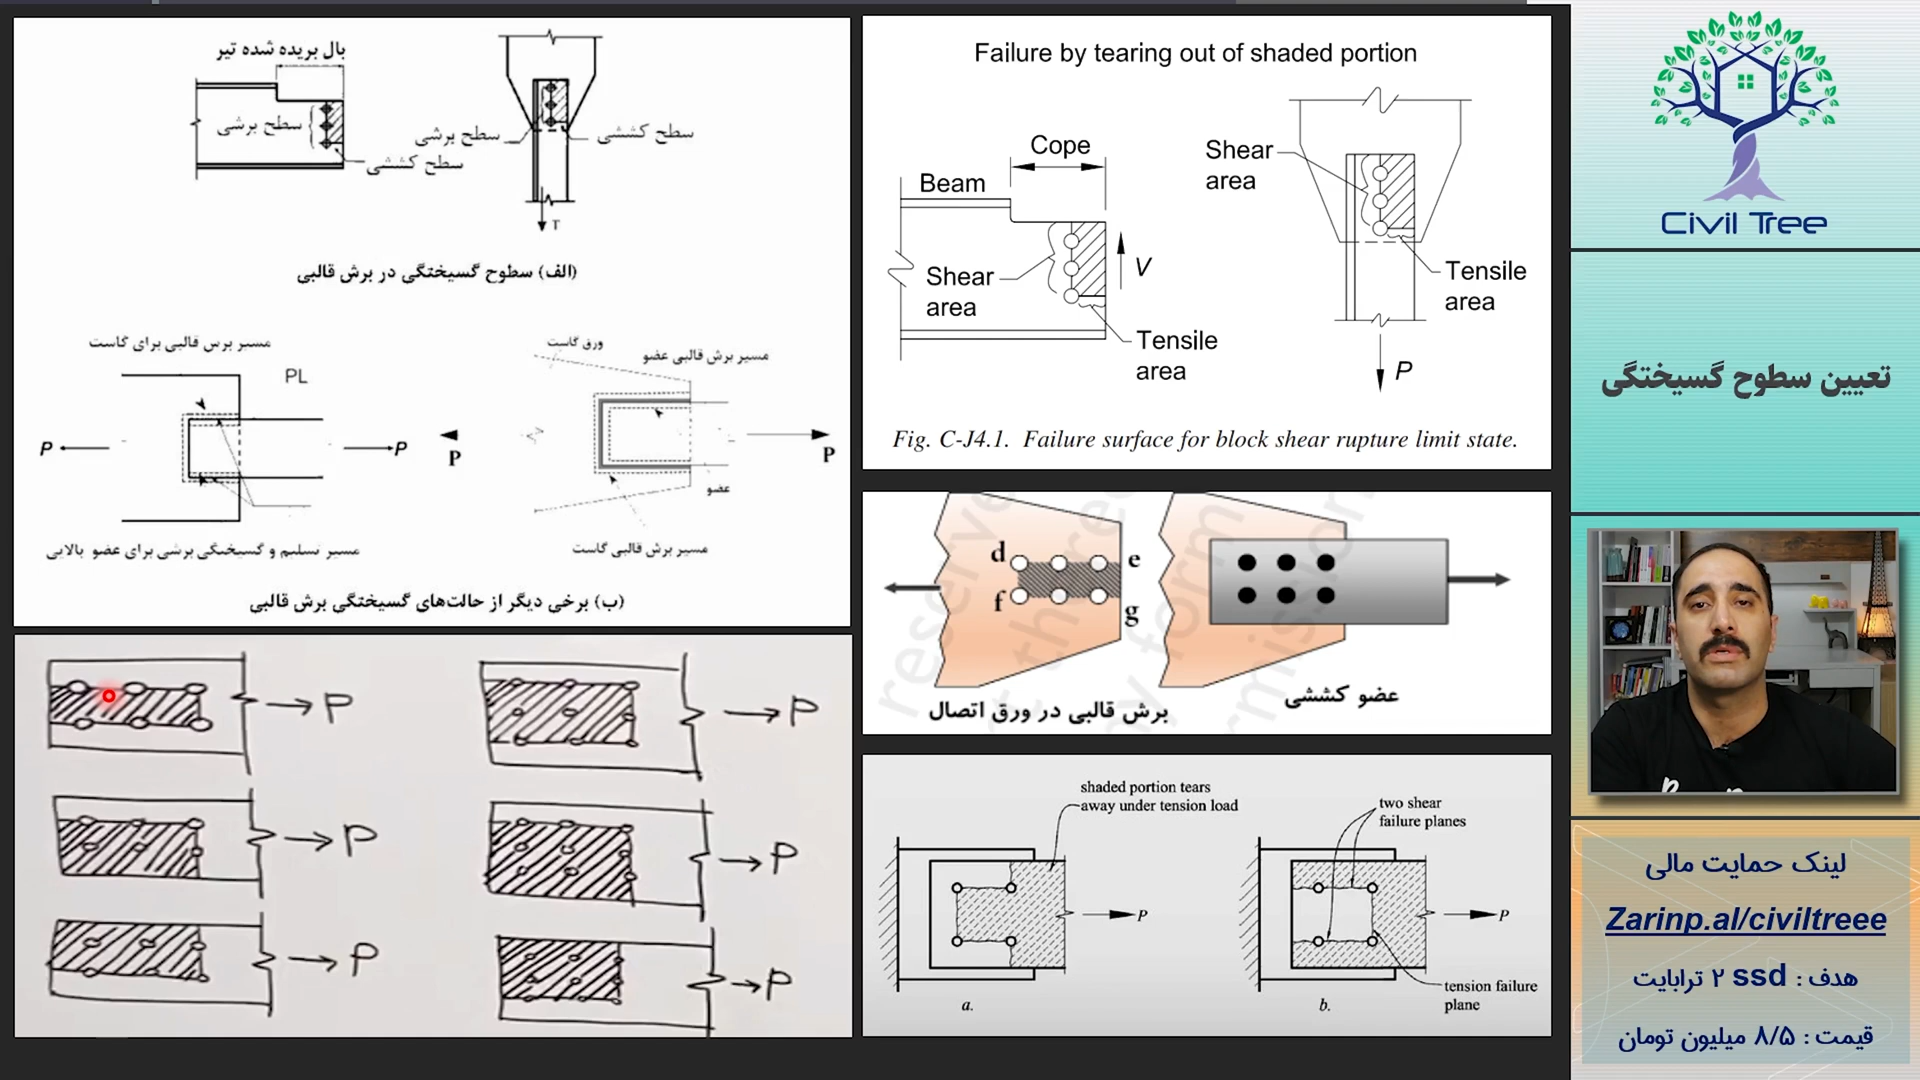 بال بریده شده تیر
سطح برشی
سطح کششی
سطح برشی
سطح کششی
T
(الف) سطوح گسیختگی در برش قالبی
مسیر برس قالبی برای گاست
PL
P
P
مسیر تسلیم و گسیختگی برشی برای عضو بالایی
ورق گاست
مسیر برش قالبی عضو
P
P
عضو
مسیر برش قالبی گاست
(ب) برخی دیگر از حالت‌های گسیختگی برش قالبی
P
P
P
P
P
P
Failure by tearing out of shaded portion
Cope
Beam
Shear
area
V
Tensile
area
Shear
area
Tensile
area
P
Fig. C-J4.1. Failure surface for block shear rupture limit state.
d
e
f
g
برش قالبی در ورق اتصال
عضو کششی
shaded portion tears
away under tension load
P
a.
two shear
failure planes
P
tension failure
plane
b.
Civil Tree
تعیین سطوح گسیختگی
لینک حمایت مالی
Zarinp.al/civiltreee
هدف : ssd ۲ ترابایت
قیمت : ۸/۵ میلیون تومان